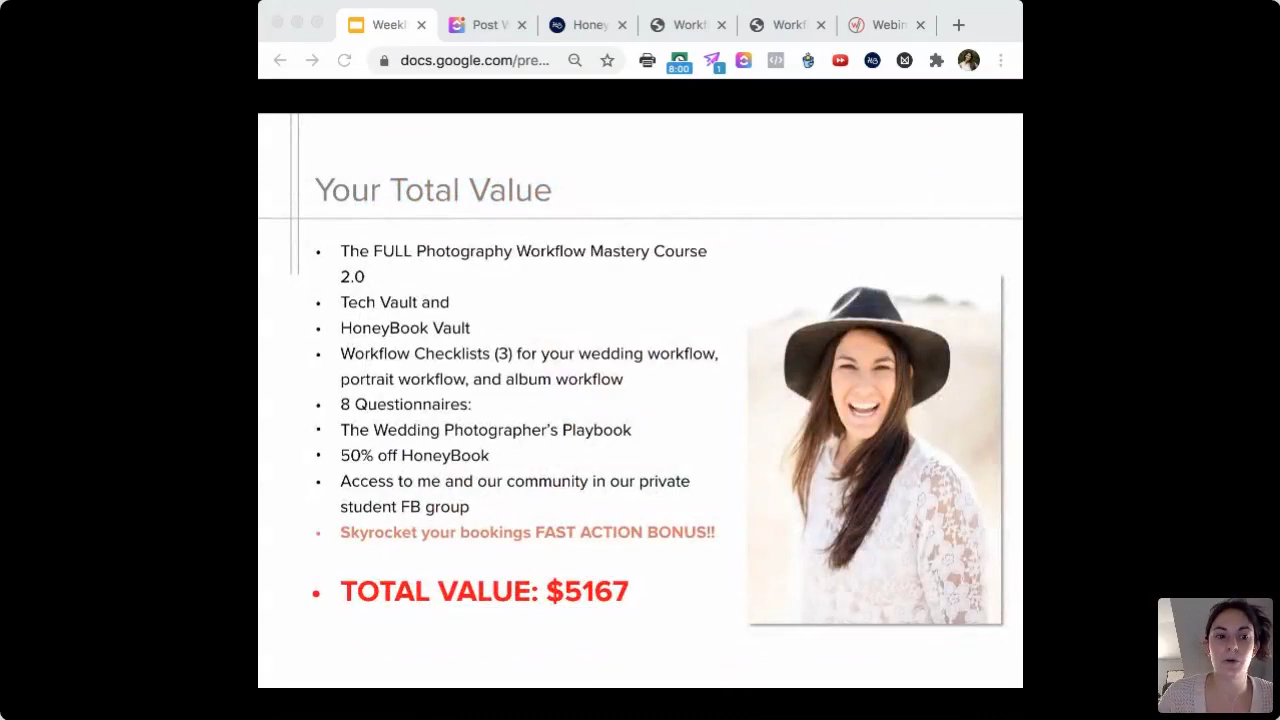 Weekl
Post W
Honey
Workf
Workf
Webin
docs.google.com/pre...
8:00
1
Your Total Value
The FULL Photography Workflow Mastery Course
2.0
Tech Vault and
HoneyBook Vault
Workflow Checklists (3) for your wedding workflow,
portrait workflow, and album workflow
8 Questionnaires:
The Wedding Photographer's Playbook
50% off HoneyBook
Access to me and our community in our private
student FB group
Skyrocket your bookings FAST ACTION BONUS!!
TOTAL VALUE: $5167